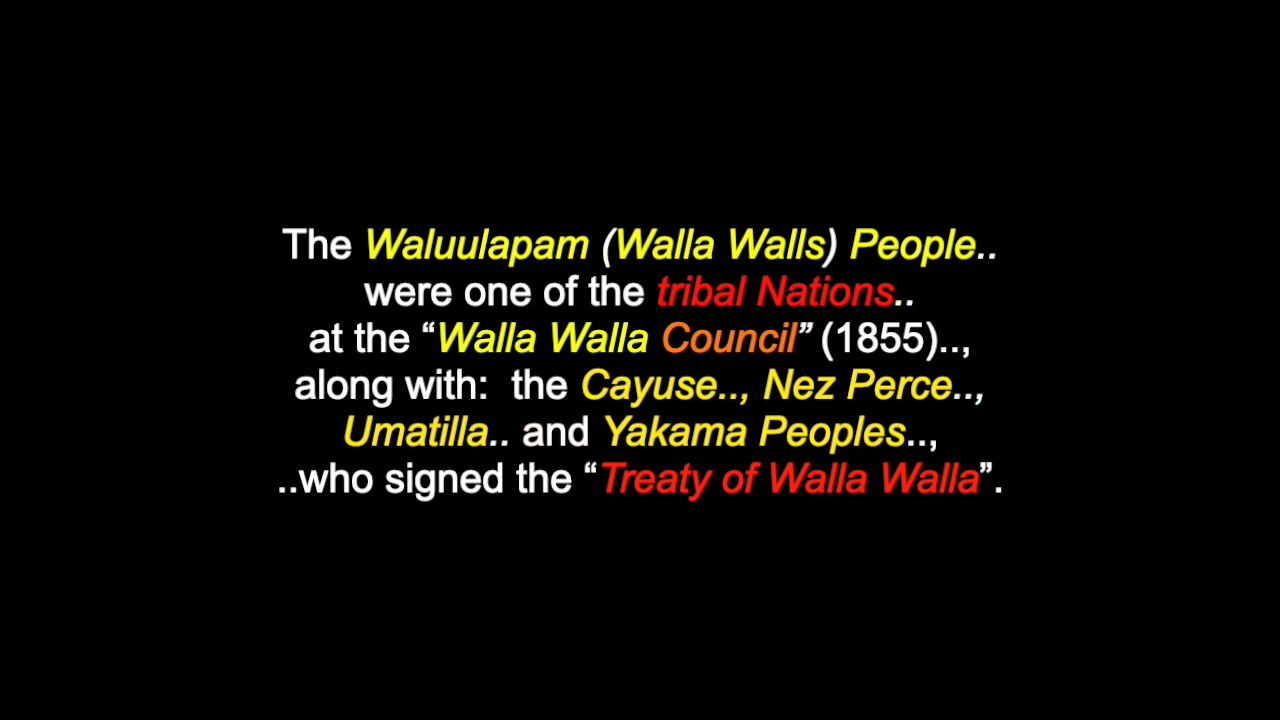 The Waluulapam (Walla Walls) People..
were one of the tribal Nations..
at the “Walla Walla Council” (1855)..,
along with:  the Cayuse.., Nez Perce..,
Umatilla.. and Yakama Peoples..,
..who signed the “Treaty of Walla Walla”.